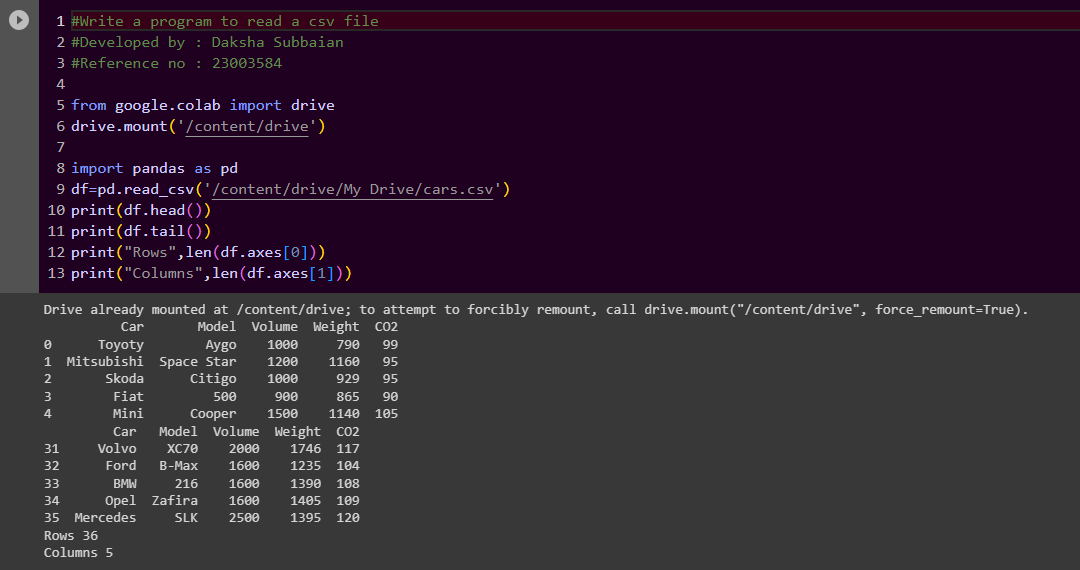 1 #Write a program to read a csv file
2 #Developed by : Daksha Subbaian
3 #Reference no : 23003584
4
5 from google.colab import drive
6 drive.mount('/content/drive')
7
8 import pandas as pd
9 df=pd.read_csv('/content/drive/My Drive/cars.csv')
10 print(df.head())
11 print(df.tail())
12 print("Rows",len(df.axes[0]))
13 print("Columns",len(df.axes[1]))
Drive already mounted at /content/drive; to attempt to forcibly remount, call drive.mount("/content/drive", force_remount=True).
Car Model Volume Weight CO2
0 Toyoty Aygo 1000 790 99
1 Mitsubishi Space Star 1200 1160 95
2 Skoda Citigo 1000 929 95
3 Fiat 500 900 865 90
4 Mini Cooper 1500 1140 105
Car Model Volume Weight CO2
31 Volvo XC70 2000 1746 117
32 Ford B-Max 1600 1235 104
33 BMW 216 1600 1390 108
34 Opel Zafira 1600 1405 109
35 Mercedes SLK 2500 1395 120
Rows 36
Columns 5